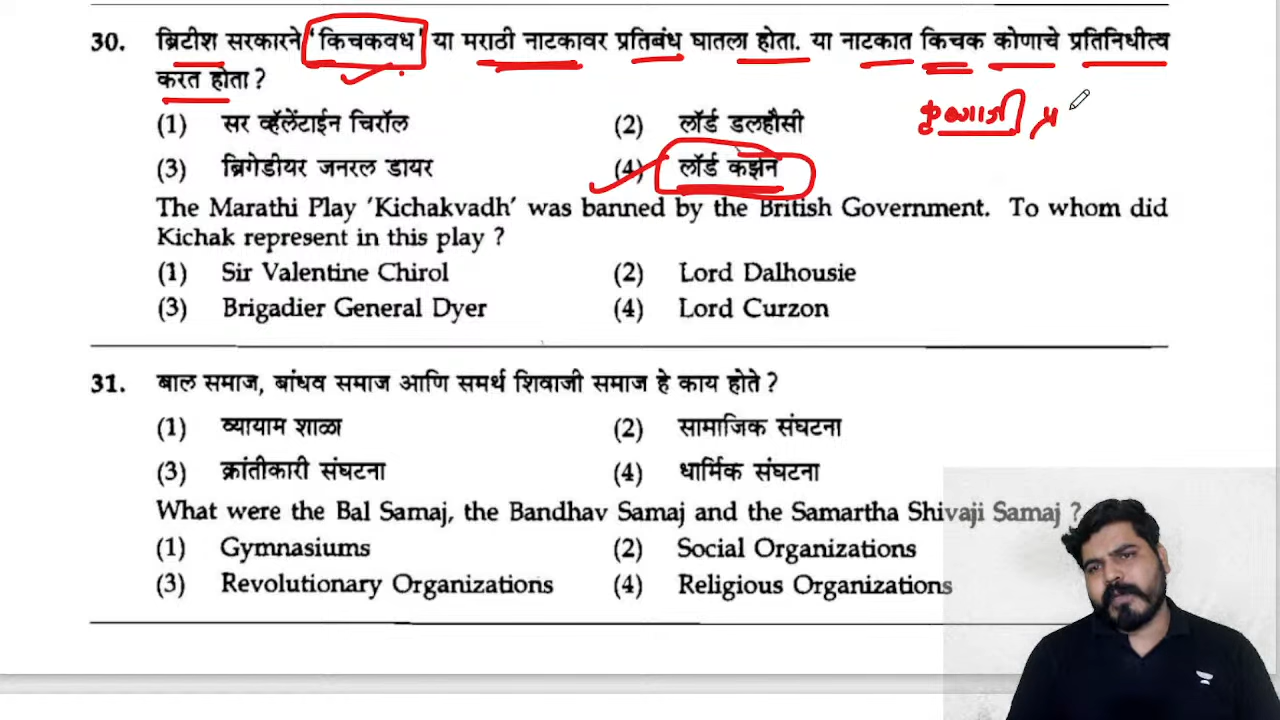 30. ब्रिटीश सरकारने 'किचकवध' या मराठी नाटकावर प्रतिबंध घातला होता. या नाटकात किचक कोणाचे प्रतिनिधीत्व
करत होता ?
(1) सर व्हॅलेंटाईन चिरॉल (2) लॉर्ड डलहौसी
कृष्णाजी प्र
(3) ब्रिगेडीयर जनरल डायर (4) लॉर्ड कर्झन
The Marathi Play 'Kichakvadh' was banned by the British Government. To whom did
Kichak represent in this play ?
(1) Sir Valentine Chirol (2) Lord Dalhousie
(3) Brigadier General Dyer (4) Lord Curzon
31. बाल समाज, बांधव समाज आणि समर्थ शिवाजी समाज हे काय होते ?
(1) व्यायाम शाळा (2) सामाजिक संघटना
(3) क्रांतीकारी संघटना (4) धार्मिक संघटना
What were the Bal Samaj, the Bandhav Samaj and the Samartha Shivaji Samaj ?
(1) Gymnasiums (2) Social Organizations
(3) Revolutionary Organizations (4) Religious Organizations